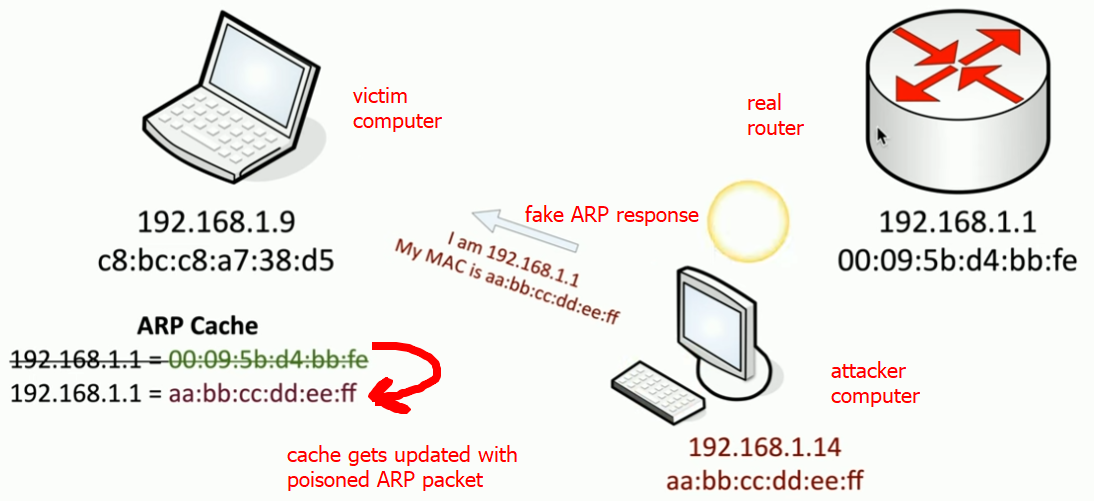 victim
computer
192.168.1.9
c8:bc:c8:a7:38:d5
real
router
192.168.1.1
00:09:5b:d4:bb:fe
fake ARP response
I am 192.168.1.1
My MAC is aa:bb:cc:dd:ee:ff
ARP Cache
192.168.1.1 = 00:09:5b:d4:bb:fe
192.168.1.1 = aa:bb:cc:dd:ee:ff
cache gets updated with
poisoned ARP packet
attacker
computer
192.168.1.14
aa:bb:cc:dd:ee:ff